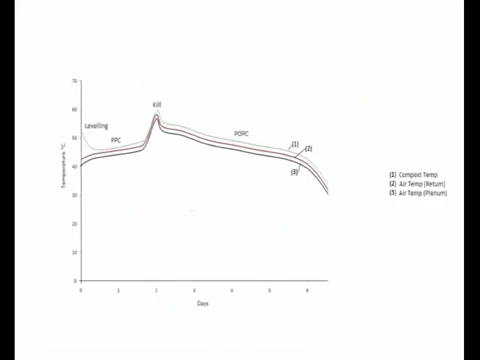 70
60
50
40
30
20
10
0
Temperature °C
Levelling
PPC
Kill
POPC
(1)
(2)
(3)
0
1
2
3
4
5
6
Days
(1) Compost Temp
(2) Air Temp (Return)
(3) Air Temp (Plenum)